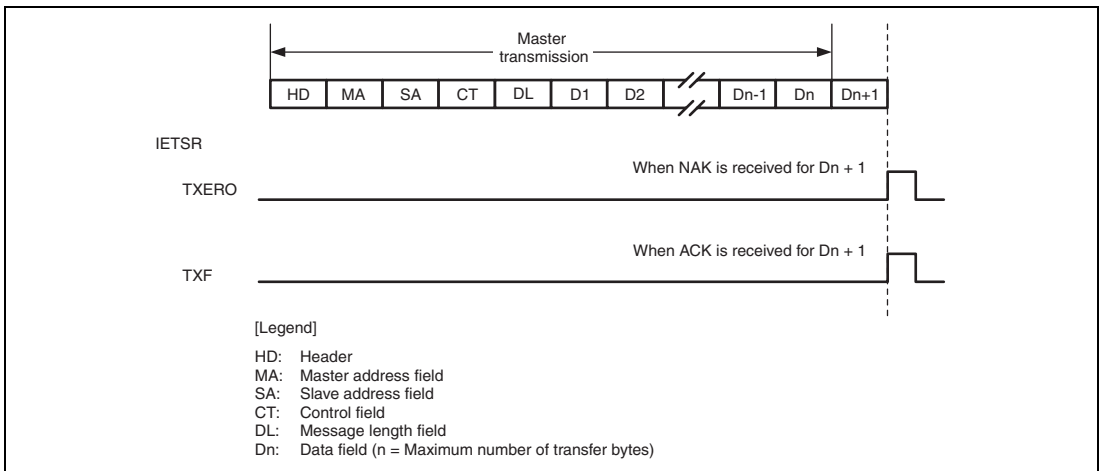 Master
transmission
HD MA SA CT DL D1 D2 Dn-1 Dn Dn+1
IETSR
When NAK is received for Dn + 1
TXERO
When ACK is received for Dn + 1
TXF
[Legend]
HD: Header
MA: Master address field
SA: Slave address field
CT: Control field
DL: Message length field
Dn: Data field (n = Maximum number of transfer bytes)